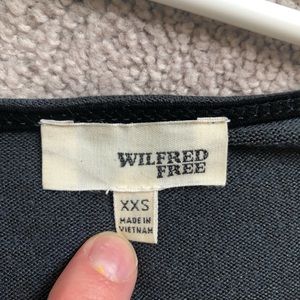 WILFRED
FREE
XXS
MADE IN
VIETNAM